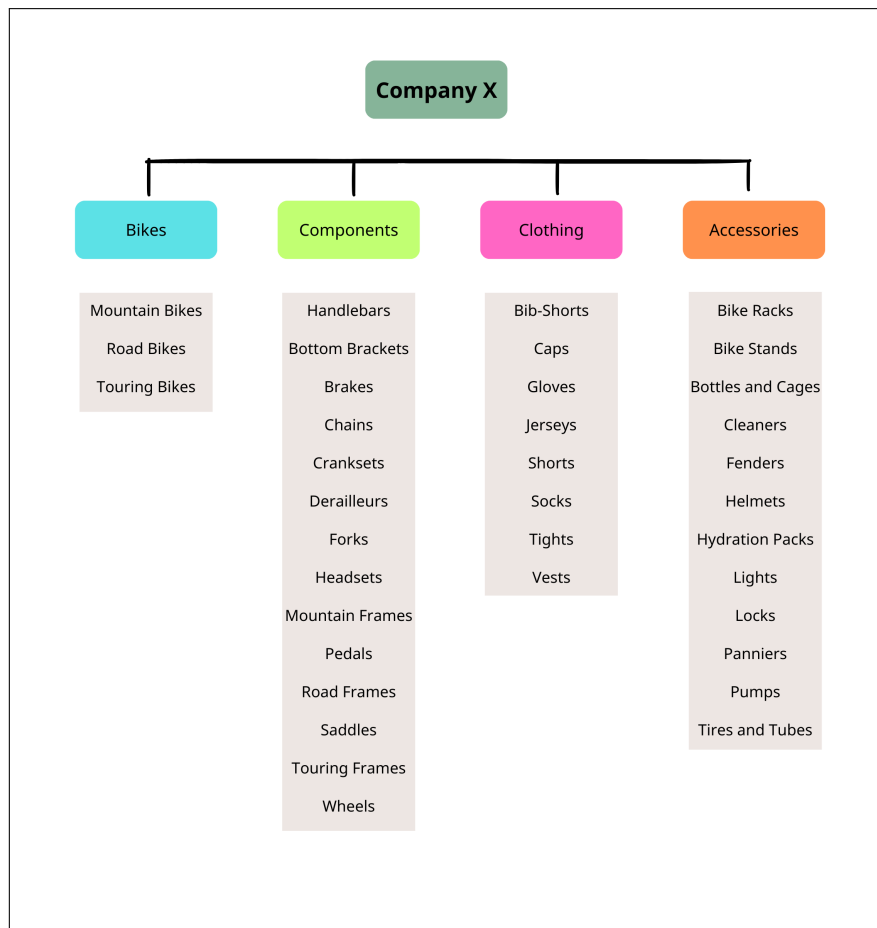 Company X
Bikes
Components
Clothing
Accessories
Mountain Bikes
Road Bikes
Touring Bikes
Handlebars
Bottom Brackets
Brakes
Chains
Cranksets
Derailleurs
Forks
Headsets
Mountain Frames
Pedals
Road Frames
Saddles
Touring Frames
Wheels
Bib-Shorts
Caps
Gloves
Jerseys
Shorts
Socks
Tights
Vests
Bike Racks
Bike Stands
Bottles and Cages
Cleaners
Fenders
Helmets
Hydration Packs
Lights
Locks
Panniers
Pumps
Tires and Tubes